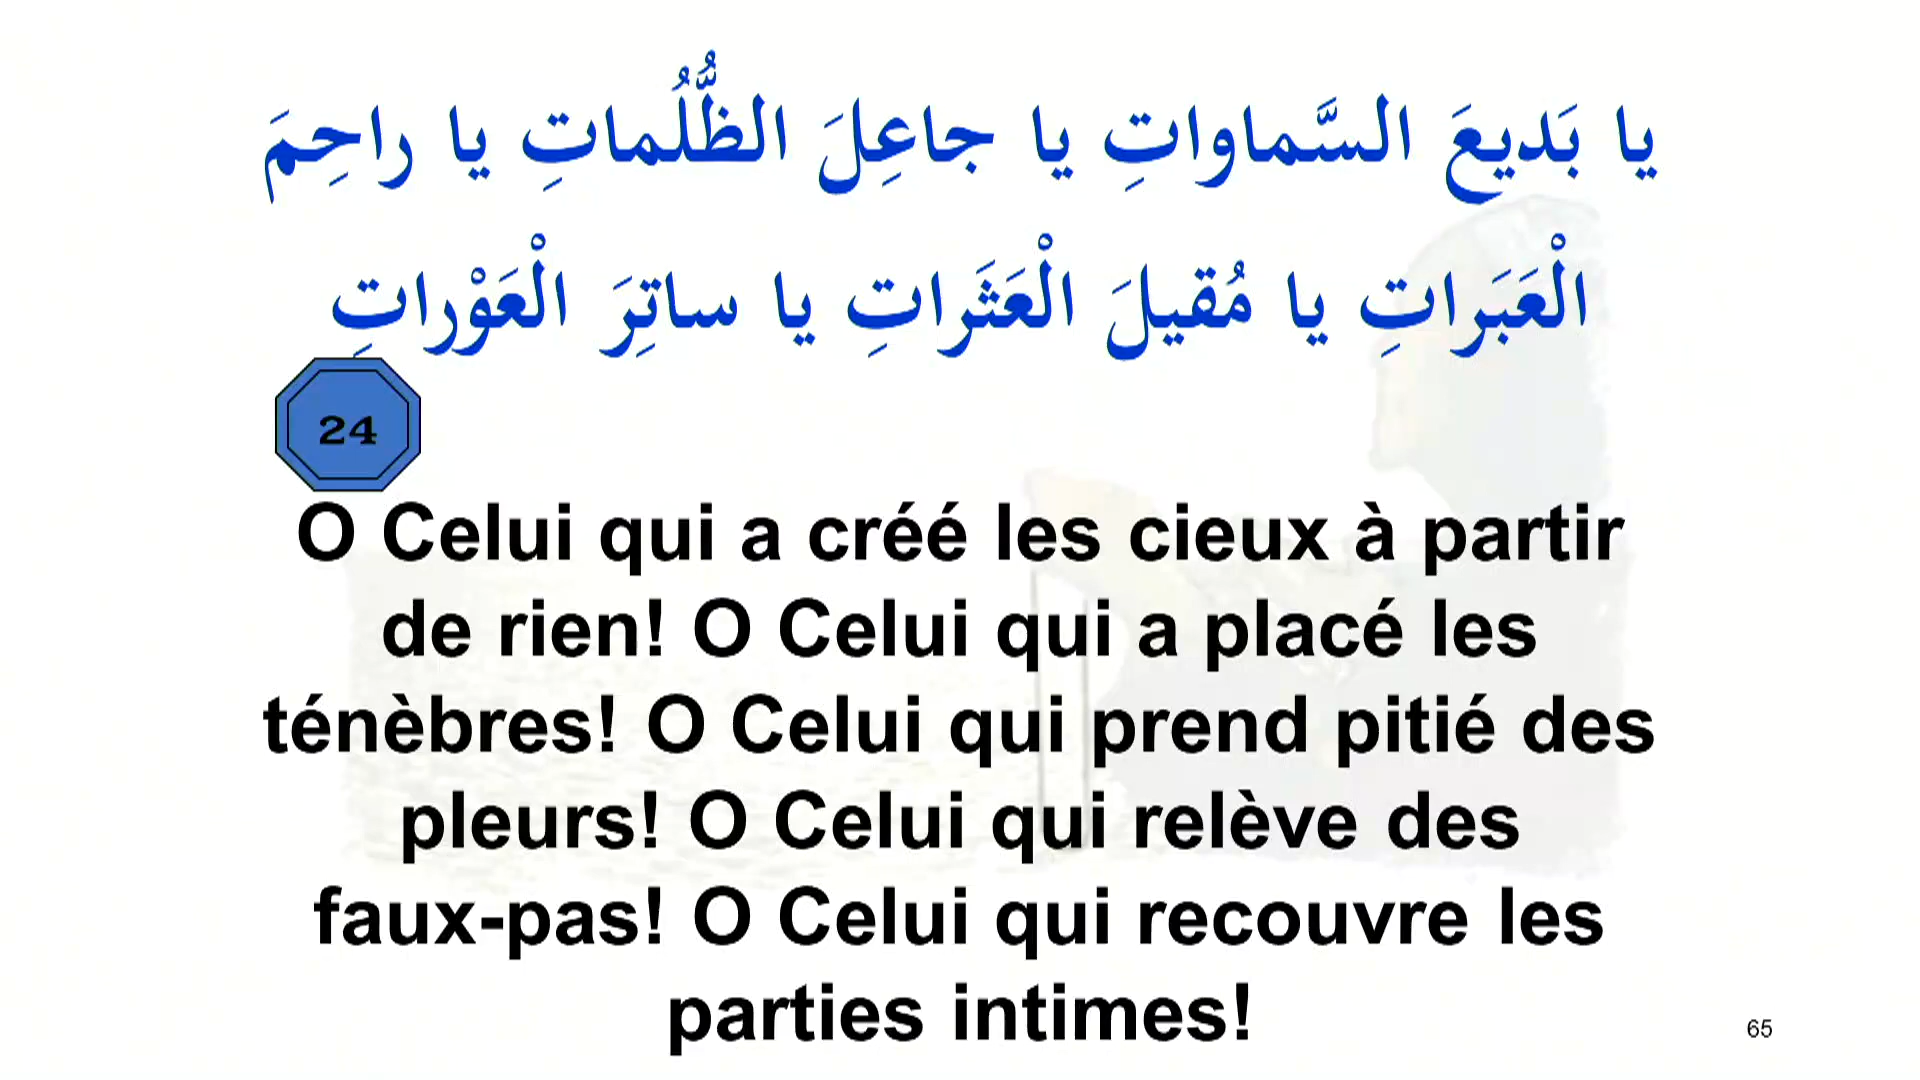 يا بَديعَ السَّماواتِ يا جاعِلَ الظُّلُماتِ يا راحِمَ
الْعَبَراتِ يا مُقيلَ الْعَثَراتِ يا ساتِرَ الْعَوْراتِ
24
O Celui qui a créé les cieux à partir
de rien! O Celui qui a placé les
ténèbres! O Celui qui prend pitié des
pleurs! O Celui qui relève des
faux-pas! O Celui qui recouvre les
parties intimes!
65